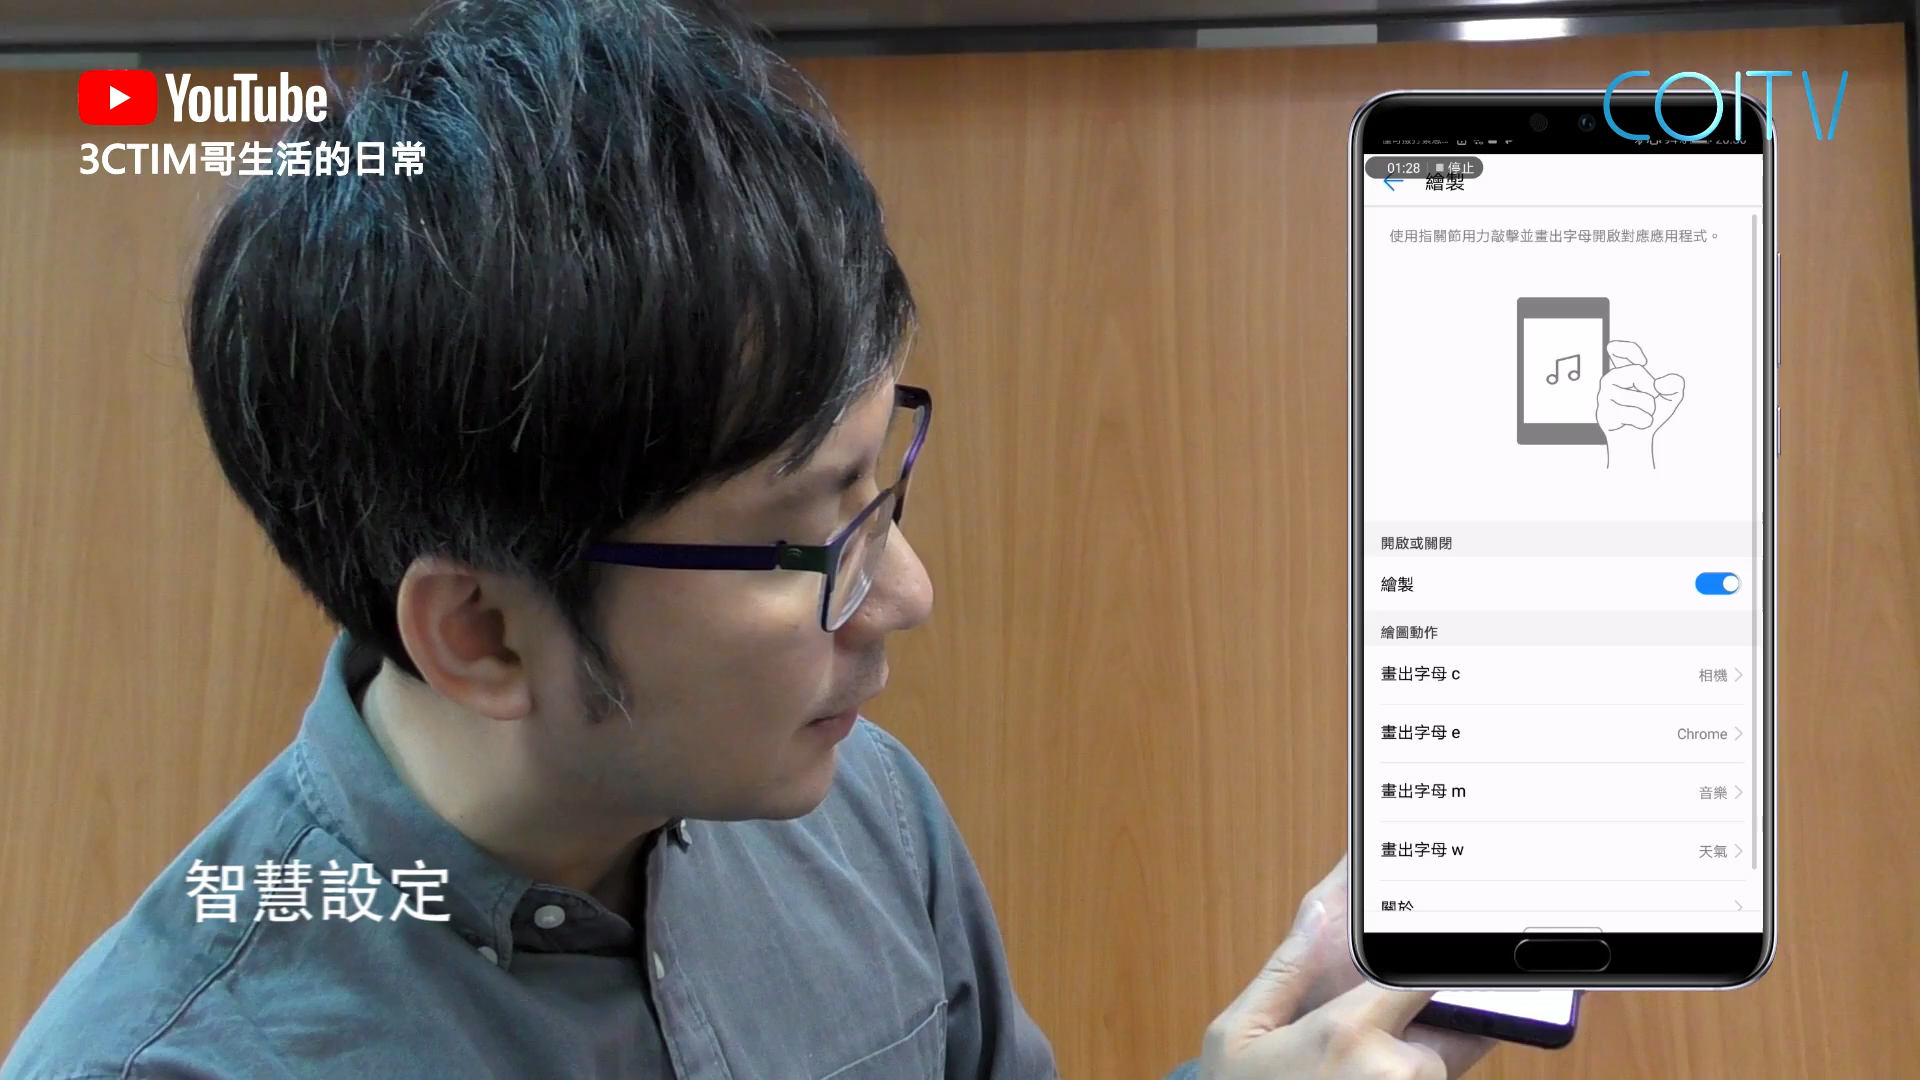 YouTube
3CTIM哥生活的日常
COITV
01:28 停止
繪製
使用指關節用力敲擊並畫出字母開啟對應應用程式。
開啟或關閉
繪製
繪圖動作
畫出字母 c 相機
畫出字母 e Chrome
畫出字母 m 音樂
畫出字母 w 天氣
關於
智慧設定